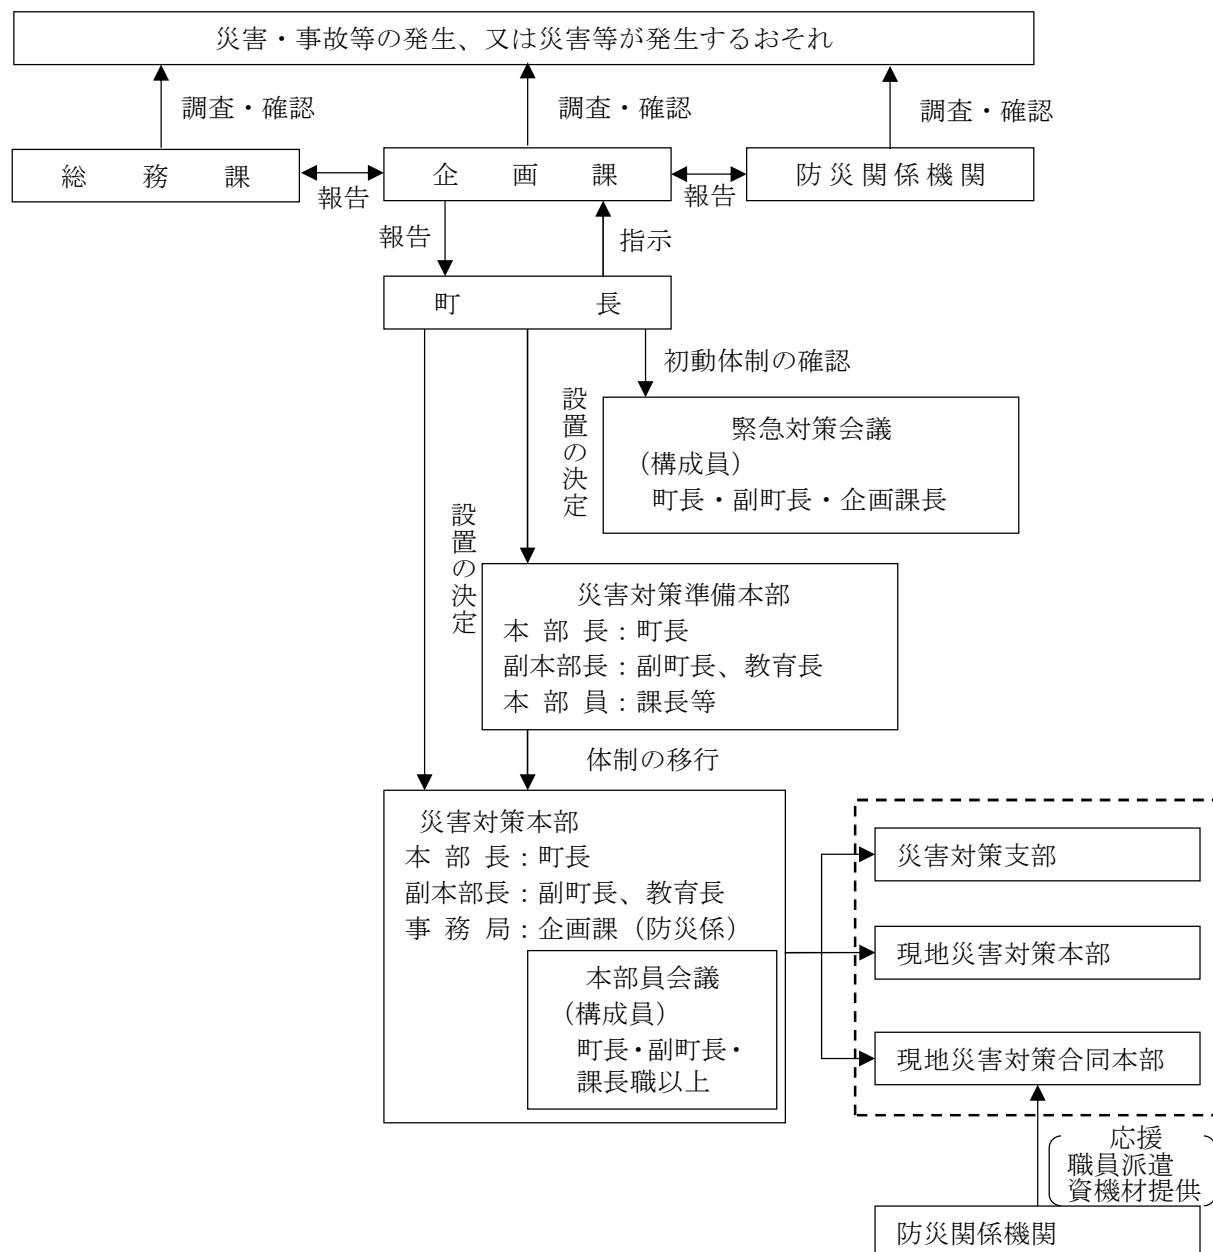 災害・事故等の発生、又は災害等が発生するおそれ
調査・確認
調査・確認
調査・確認
総務課
報告
企画課
報告
防災関係機関
報告
指示
町長
初動体制の確認
設置の決定
緊急対策会議
(構成員)
町長・副町長・企画課長
設置の決定
災害対策準備本部
本部長：町長
副本部長：副町長、教育長
本部員：課長等
体制の移行
災害対策本部
本部長：町長
副本部長：副町長、教育長
事務局：企画課（防災係）
本部員会議
(構成員)
町長・副町長・
課長職以上
災害対策支部
現地災害対策本部
現地災害対策合同本部
応援
職員派遣
資機材提供
防災関係機関